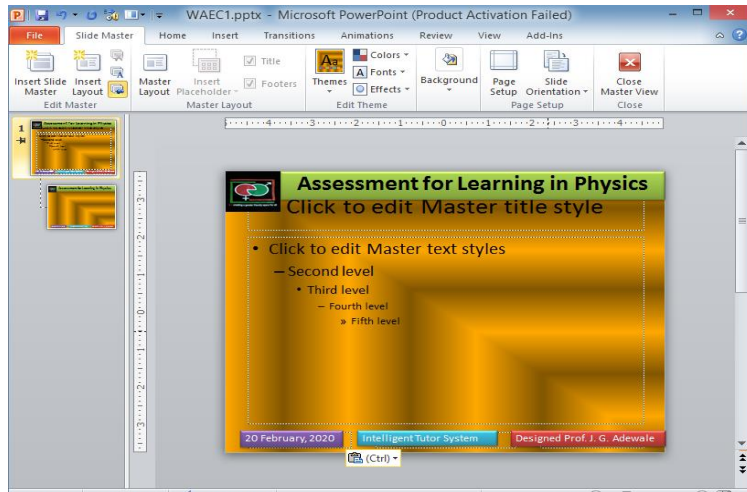 WAEC1.pptx - Microsoft PowerPoint (Product Activation Failed)
File Slide Master Home Insert Transitions Animations Review View Add-Ins
Insert Slide Master
Insert Layout
Edit Master
Master Layout
Insert Placeholder
Title
Footers
Master Layout
Themes
Colors
Fonts
Effects
Edit Theme
Background
Page Setup
Slide Orientation
Page Setup
Close Master View
Close
1
Assessment for Learning in Physics
Click to edit Master title style
• Click to edit Master text styles
– Second level
• Third level
– Fourth level
» Fifth level
20 February, 2020
Intelligent Tutor System
Designed Prof. J. G. Adewale
(Ctrl)